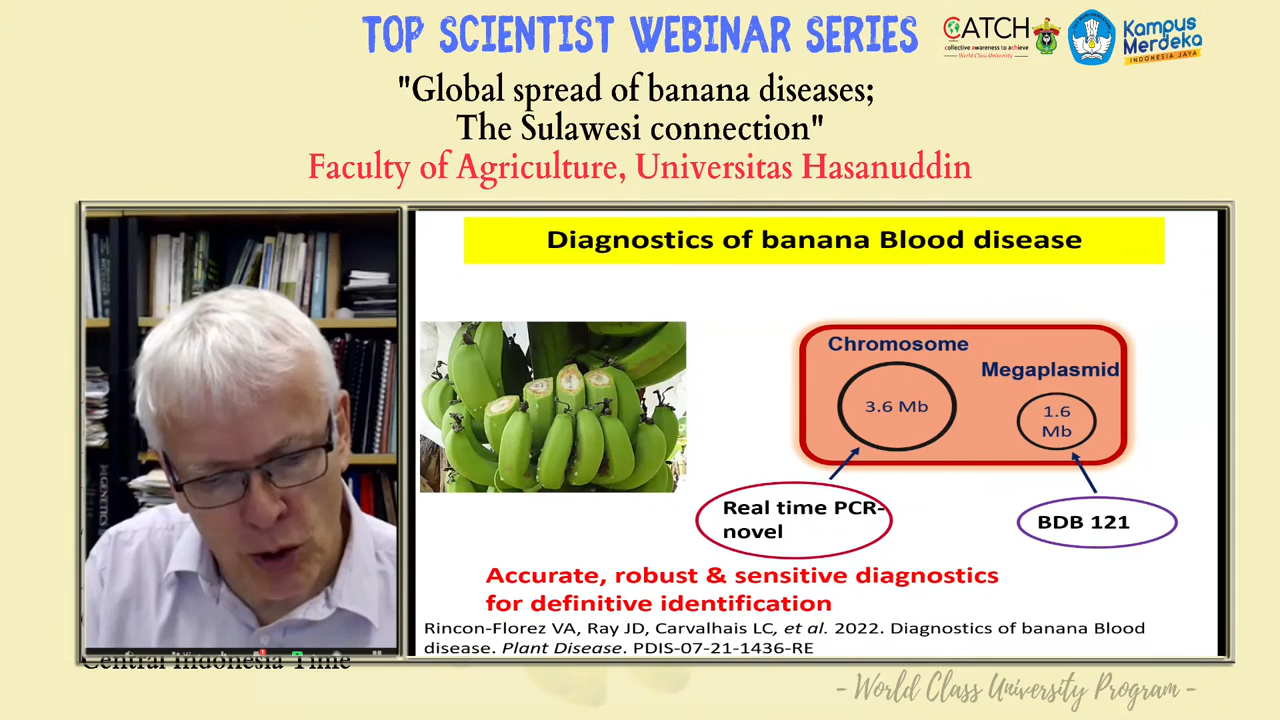 TOP SCIENTIST WEBINAR SERIES
CATCH
collective awareness to achieve
World Class University
Kampus
Merdeka
INDONESIA JAYA
"Global spread of banana diseases;
The Sulawesi connection"
Faculty of Agriculture, Universitas Hasanuddin
Diagnostics of banana Blood disease
Chromosome
Megaplasmid
3.6 Mb
1.6
Mb
Real time PCR-
novel
BDB 121
Accurate, robust & sensitive diagnostics
for definitive identification
Rincon-Florez VA, Ray JD, Carvalhais LC, et al. 2022. Diagnostics of banana Blood
disease. Plant Disease. PDIS-07-21-1436-RE
GENETICS
Central Indonesia Time
- World Class University Program -